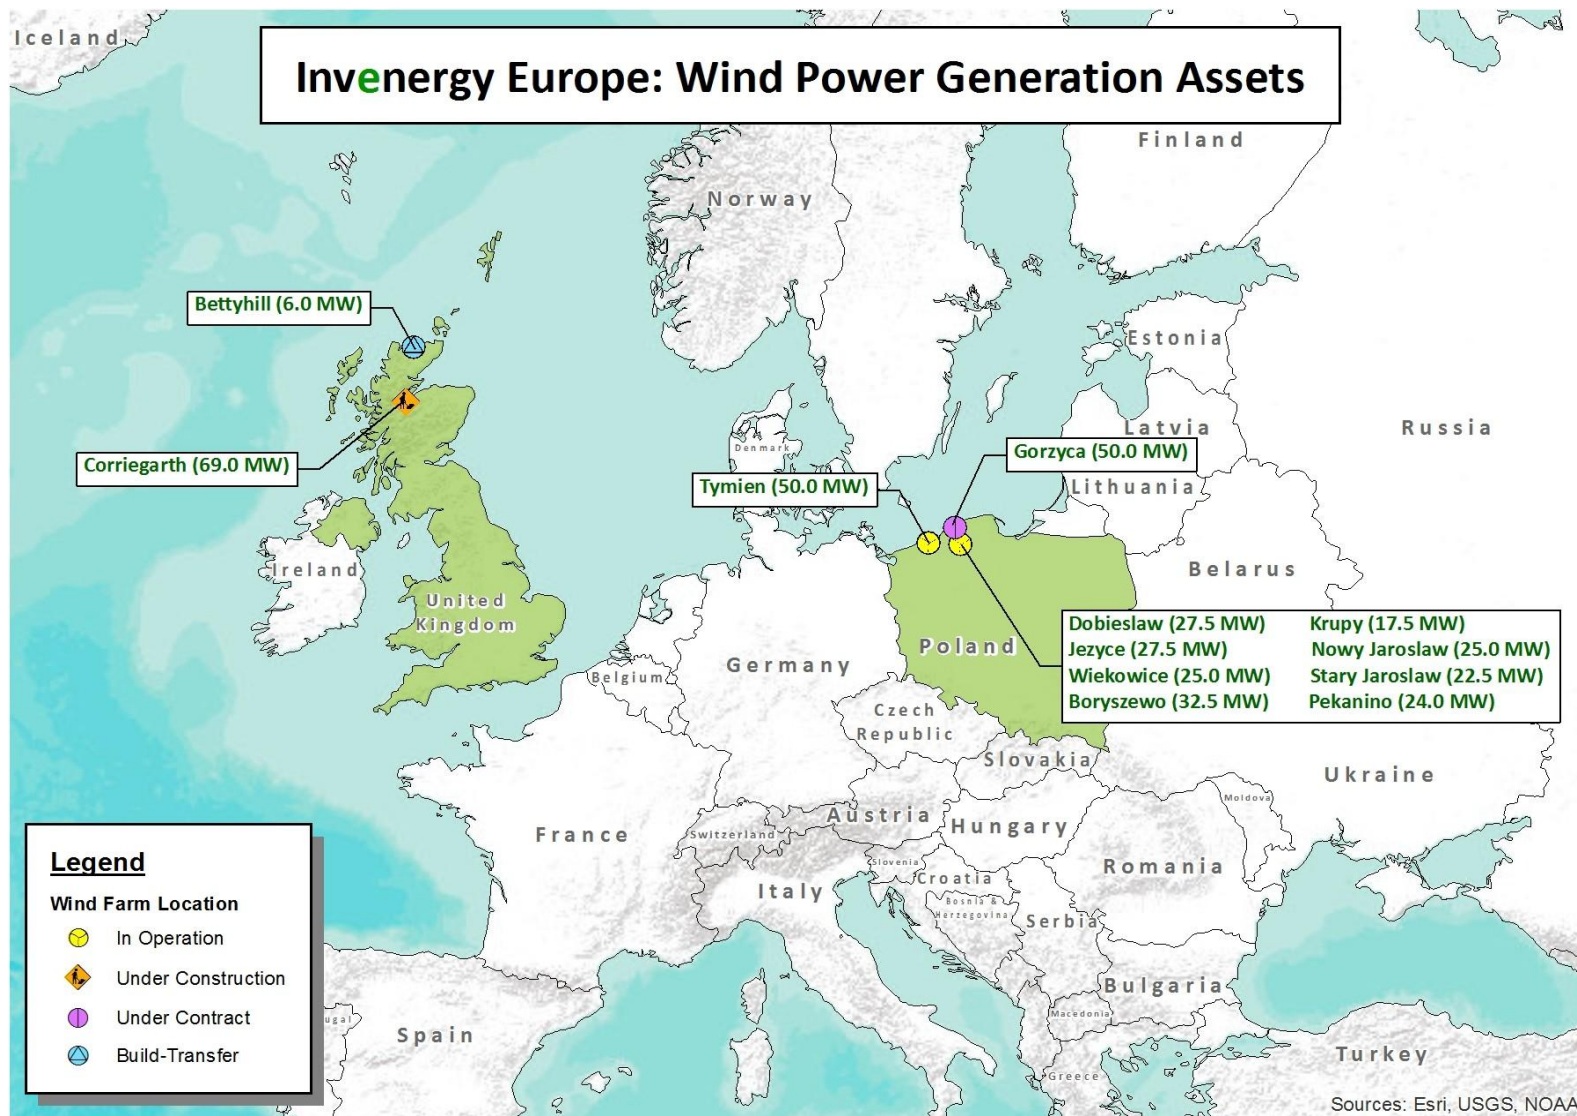 Iceland
Invenergy Europe: Wind Power Generation Assets
Finland
Norway
Bettyhill (6.0 MW)
Estonia
Latvia
Russia
Denmark
Gorzyca (50.0 MW)
Corriegarth (69.0 MW)
Tymien (50.0 MW)
Lithuania
Ireland
Belarus
United
Kingdom
Dobieslaw (27.5 MW) Krupy (17.5 MW)
Jezyce (27.5 MW) Nowy Jaroslaw (25.0 MW)
Wiekowice (25.0 MW) Stary Jaroslaw (22.5 MW)
Boryszewo (32.5 MW) Pekanino (24.0 MW)
Poland
Germany
Belgium
Czech
Republic
Slovakia
Ukraine
Moldova
Austria
Hungary
France
Switzerland
Slovenia
Romania
Croatia
Italy
Bosnia &
Herzegovina
Serbia
Bulgaria
Macedonia
Legend
Wind Farm Location
In Operation
Under Construction
Under Contract
Build-Transfer
ugal
Spain
Greece
Turkey
Sources: Esri, USGS, NOAA